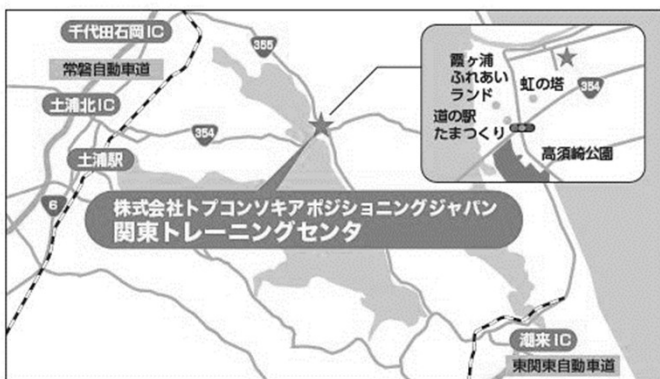 千代田石岡IC
355
常磐自動車道
土浦北IC
354
土浦駅
6
株式会社トプコンソキアポジショニングジャパン
関東トレーニングセンタ
霞ヶ浦
ふれあい
ランド
虹の塔
354
道の駅
たまつくり
高須崎公園
潮来IC
東関東自動車道